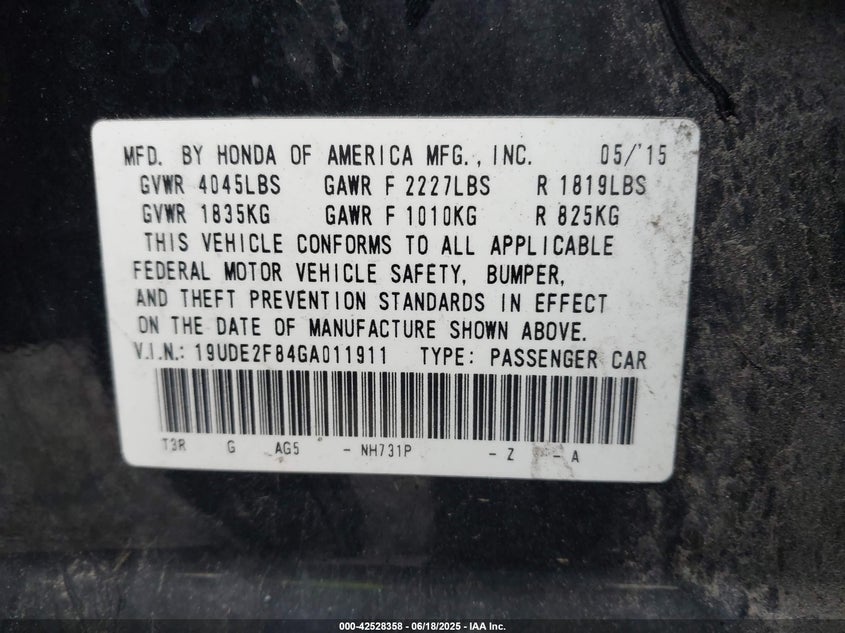 MFD. BY HONDA OF AMERICA MFG., INC. 05/'15
GVWR 4045LBS GAWR F 2227LBS R 1819LBS
GVWR 1835KG GAWR F 1010KG R 825KG
THIS VEHICLE CONFORMS TO ALL APPLICABLE
FEDERAL MOTOR VEHICLE SAFETY, BUMPER,
AND THEFT PREVENTION STANDARDS IN EFFECT
ON THE DATE OF MANUFACTURE SHOWN ABOVE.
V.I.N.: 19UDE2F84GA011911 TYPE: PASSENGER CAR
T3R G AG5 - NH731P - Z - A
000-42528358 - 06/18/2025 - IAA Inc.